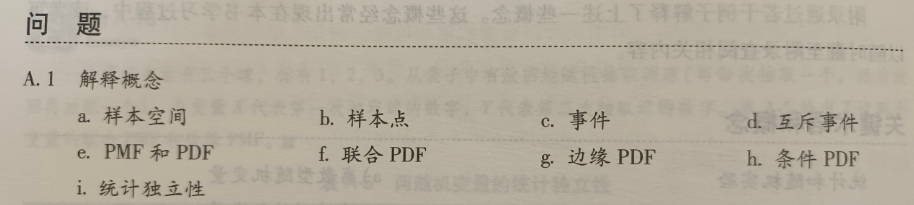 问 题
A.1 解释概念
a. 样本空间 b. 样本点 c. 事件 d. 互斥事件
e. PMF 和 PDF f. 联合 PDF g. 边缘 PDF h. 条件 PDF
i. 统计独立性